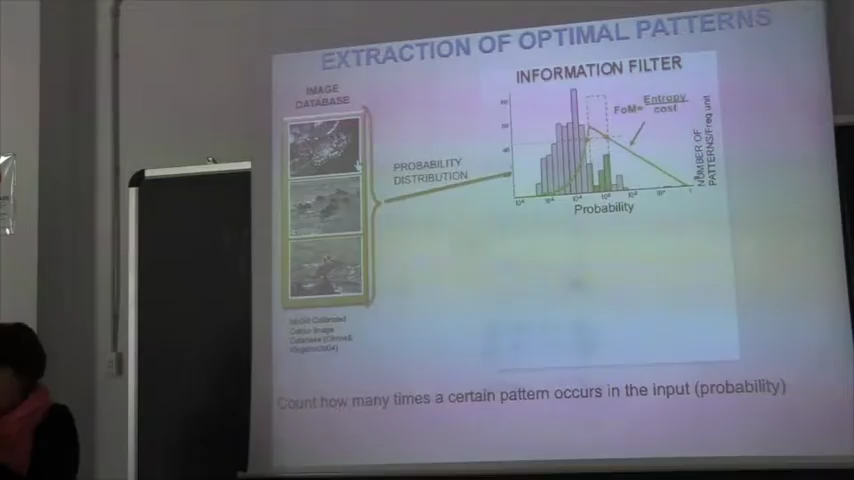 EXTRACTION OF OPTIMAL PATTERNS
IMAGE
DATABASE
INFORMATION FILTER
FoM= Entropy
cost
NUMBER OF
PATTERNS/Freq unit
PROBABILITY
DISTRIBUTION
Probability
Count how many times a certain pattern occurs in the input (probability)